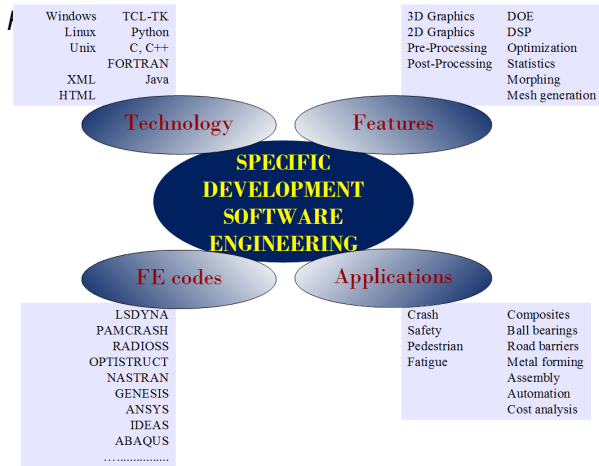 Windows TCL-TK
Linux Python
Unix C, C++
FORTRAN
XML Java
HTML
3D Graphics DOE
2D Graphics DSP
Pre-Processing Optimization
Post-Processing Statistics
Morphing
Mesh generation
Technology
Features
SPECIFIC
DEVELOPMENT
SOFTWARE
ENGINEERING
FE codes
Applications
LSDYNA
PAMCRASH
RADIOSS
OPTISTRUCT
NASTRAN
GENESIS
ANSYS
IDEAS
ABAQUS
…...............
Crash Composites
Safety Ball bearings
Pedestrian Road barriers
Fatigue Metal forming
Assembly
Automation
Cost analysis